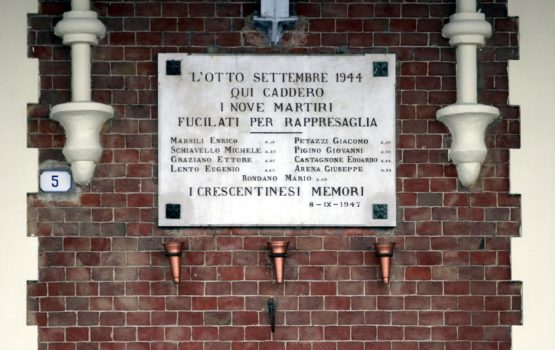 L'OTTO SETTEMBRE 1944
QUI CADDERO
I NOVE MARTIRI
FUCILATI PER RAPPRESAGLIA
MARSILI ENRICO PETAZZI GIACOMO
SCHIAVELLO MICHELE PIGINO GIOVANNI
GRAZIANO ETTORE CASTAGNONE EDOARDO
LENTO EUGENIO ARENA GIUSEPPE
RONDANO MARIO
I CRESCENTINESI MEMORI
8-IX-1947
5